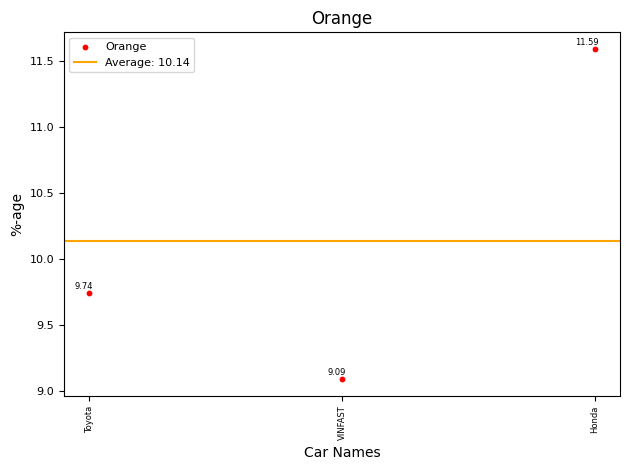 Orange
Orange
Average: 10.14
11.59
11.5
11.0
10.5
%-age
10.0
9.74
9.5
9.09
9.0
Toyota
VINFAST
Honda
Car Names